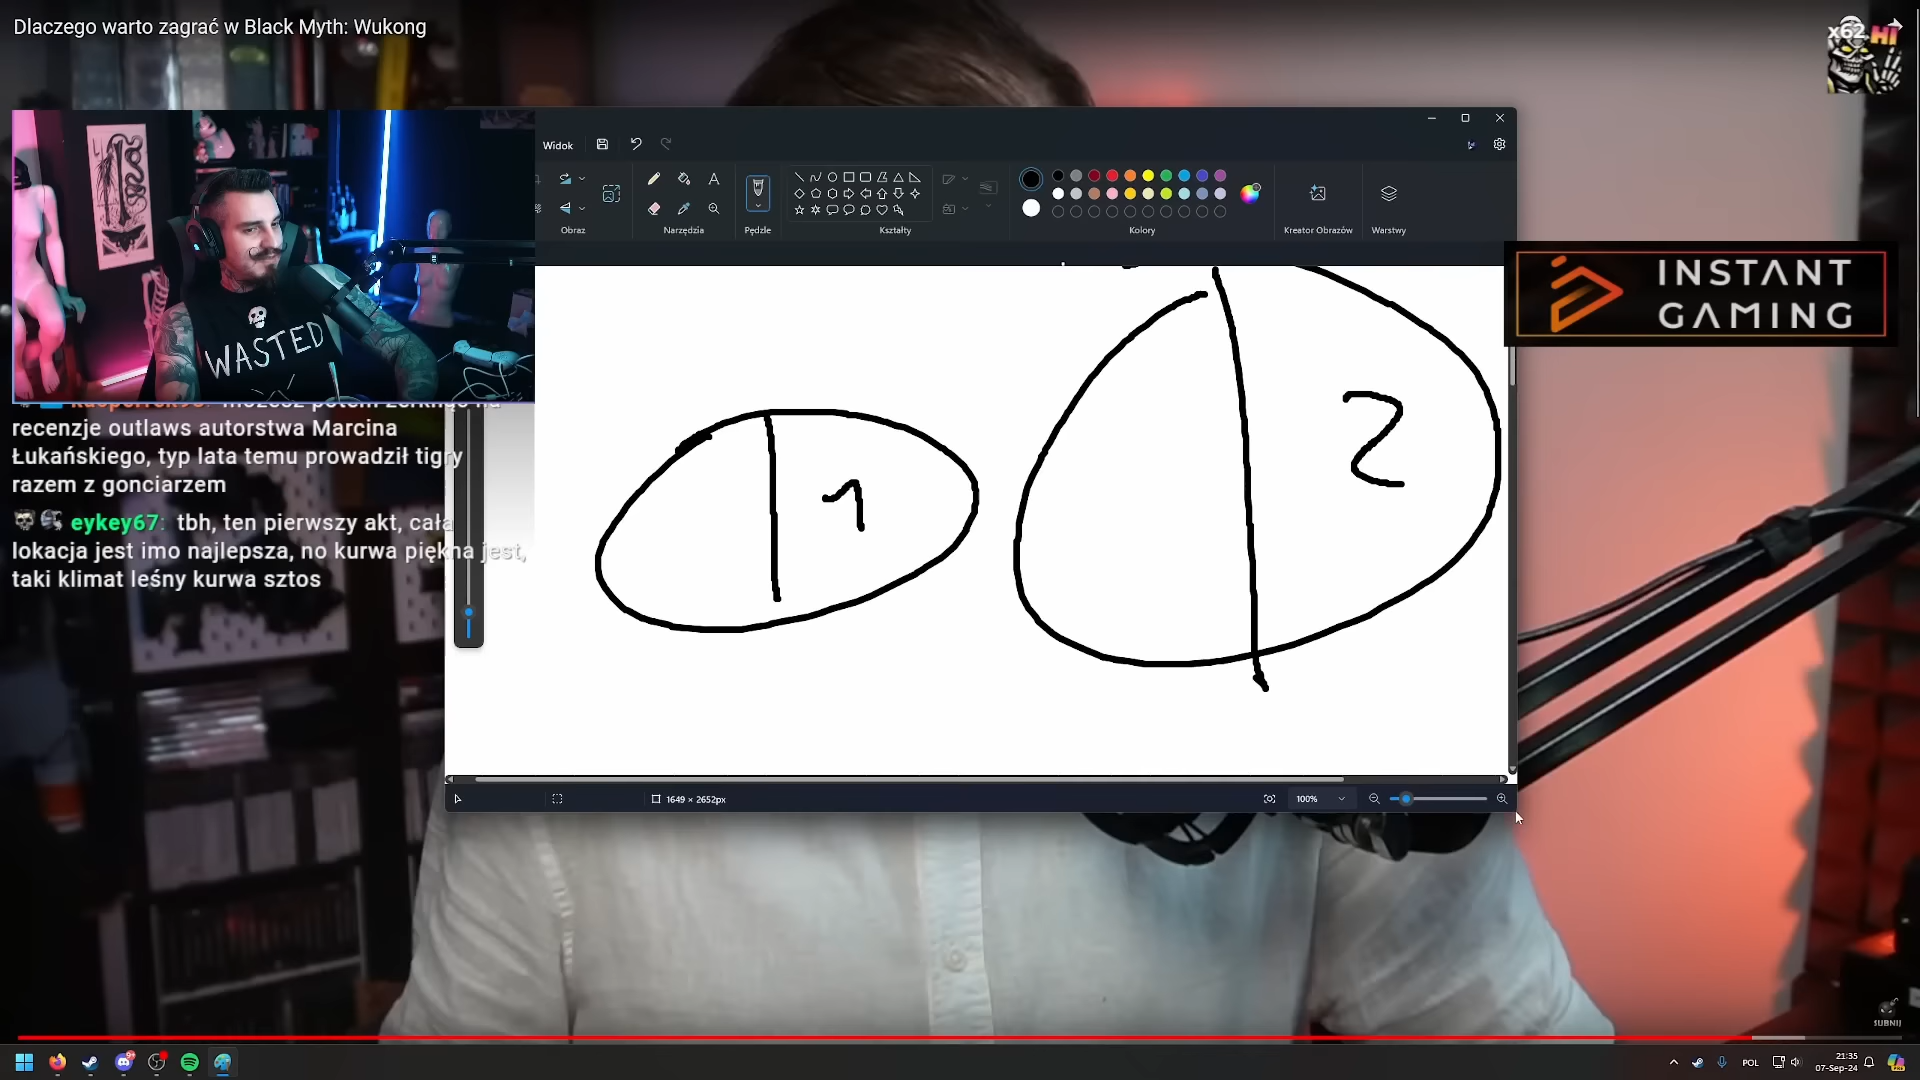 Dlaczego warto zagrać w Black Myth: Wukong
x62 HI
Widok
Obraz
Narzędzia
Pędzle
Kształty
Kolory
Kreator Obrazów
Warstwy
INSTANT
GAMING
WASTED
1
2
recenzje outlaws autorstwa Marcina
Łukańskiego, typ lata temu prowadził tigry
razem z gonciarzem
eykey67: tbh, ten pierwszy akt, cała
lokacja jest imo najlepsza, no kurwa piękna jest,
taki klimat leśny kurwa sztos
1649 × 2652px
100%
SUBNIJ
POL
21:35
07-Sep-24